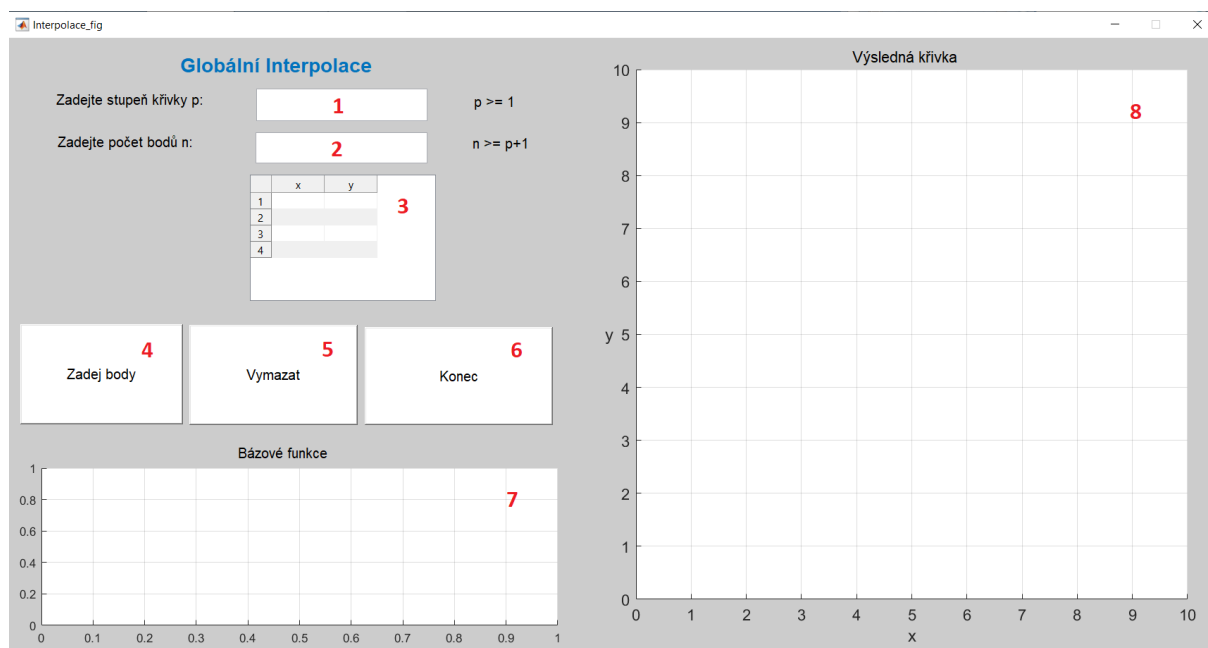 Interpolace_fig
Globální Interpolace
Zadejte stupeň křivky p:
1
p >= 1
Zadejte počet bodů n:
2
n >= p+1
x y
1
2
3
4
3
Zadej body
4
Vymazat
5
Konec
6
Bázové funkce
1
0.8
0.6
0.4
0.2
0
7
0 0.1 0.2 0.3 0.4 0.5 0.6 0.7 0.8 0.9 1
Výsledná křivka
10
9
8
7
6
5
4
3
2
1
0
y
8
0 1 2 3 4 5 6 7 8 9 10
x